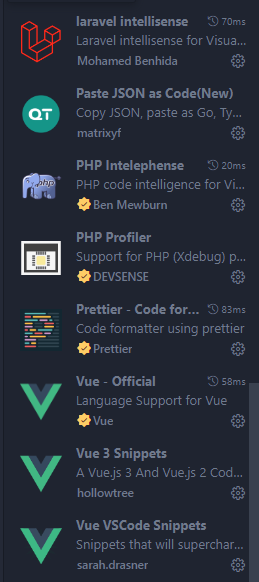 laravel intellisense 70ms
Laravel intellisense for Visua...
Mohamed Benhida
Paste JSON as Code(New)
QT
Copy JSON, paste as Go, Ty...
matrixyf
PHP Intelephense 20ms
php
PHP code intelligence for Vi...
Ben Mewburn
PHP Profiler
Support for PHP (Xdebug) p...
DEVSENSE
Prettier - Code for... 83ms
Code formatter using prettier
Prettier
Vue - Official 58ms
Language Support for Vue
Vue
Vue 3 Snippets
A Vue.js 3 And Vue.js 2 Cod...
hollowtree
Vue VSCode Snippets
Snippets that will superchar...
sarah.drasner